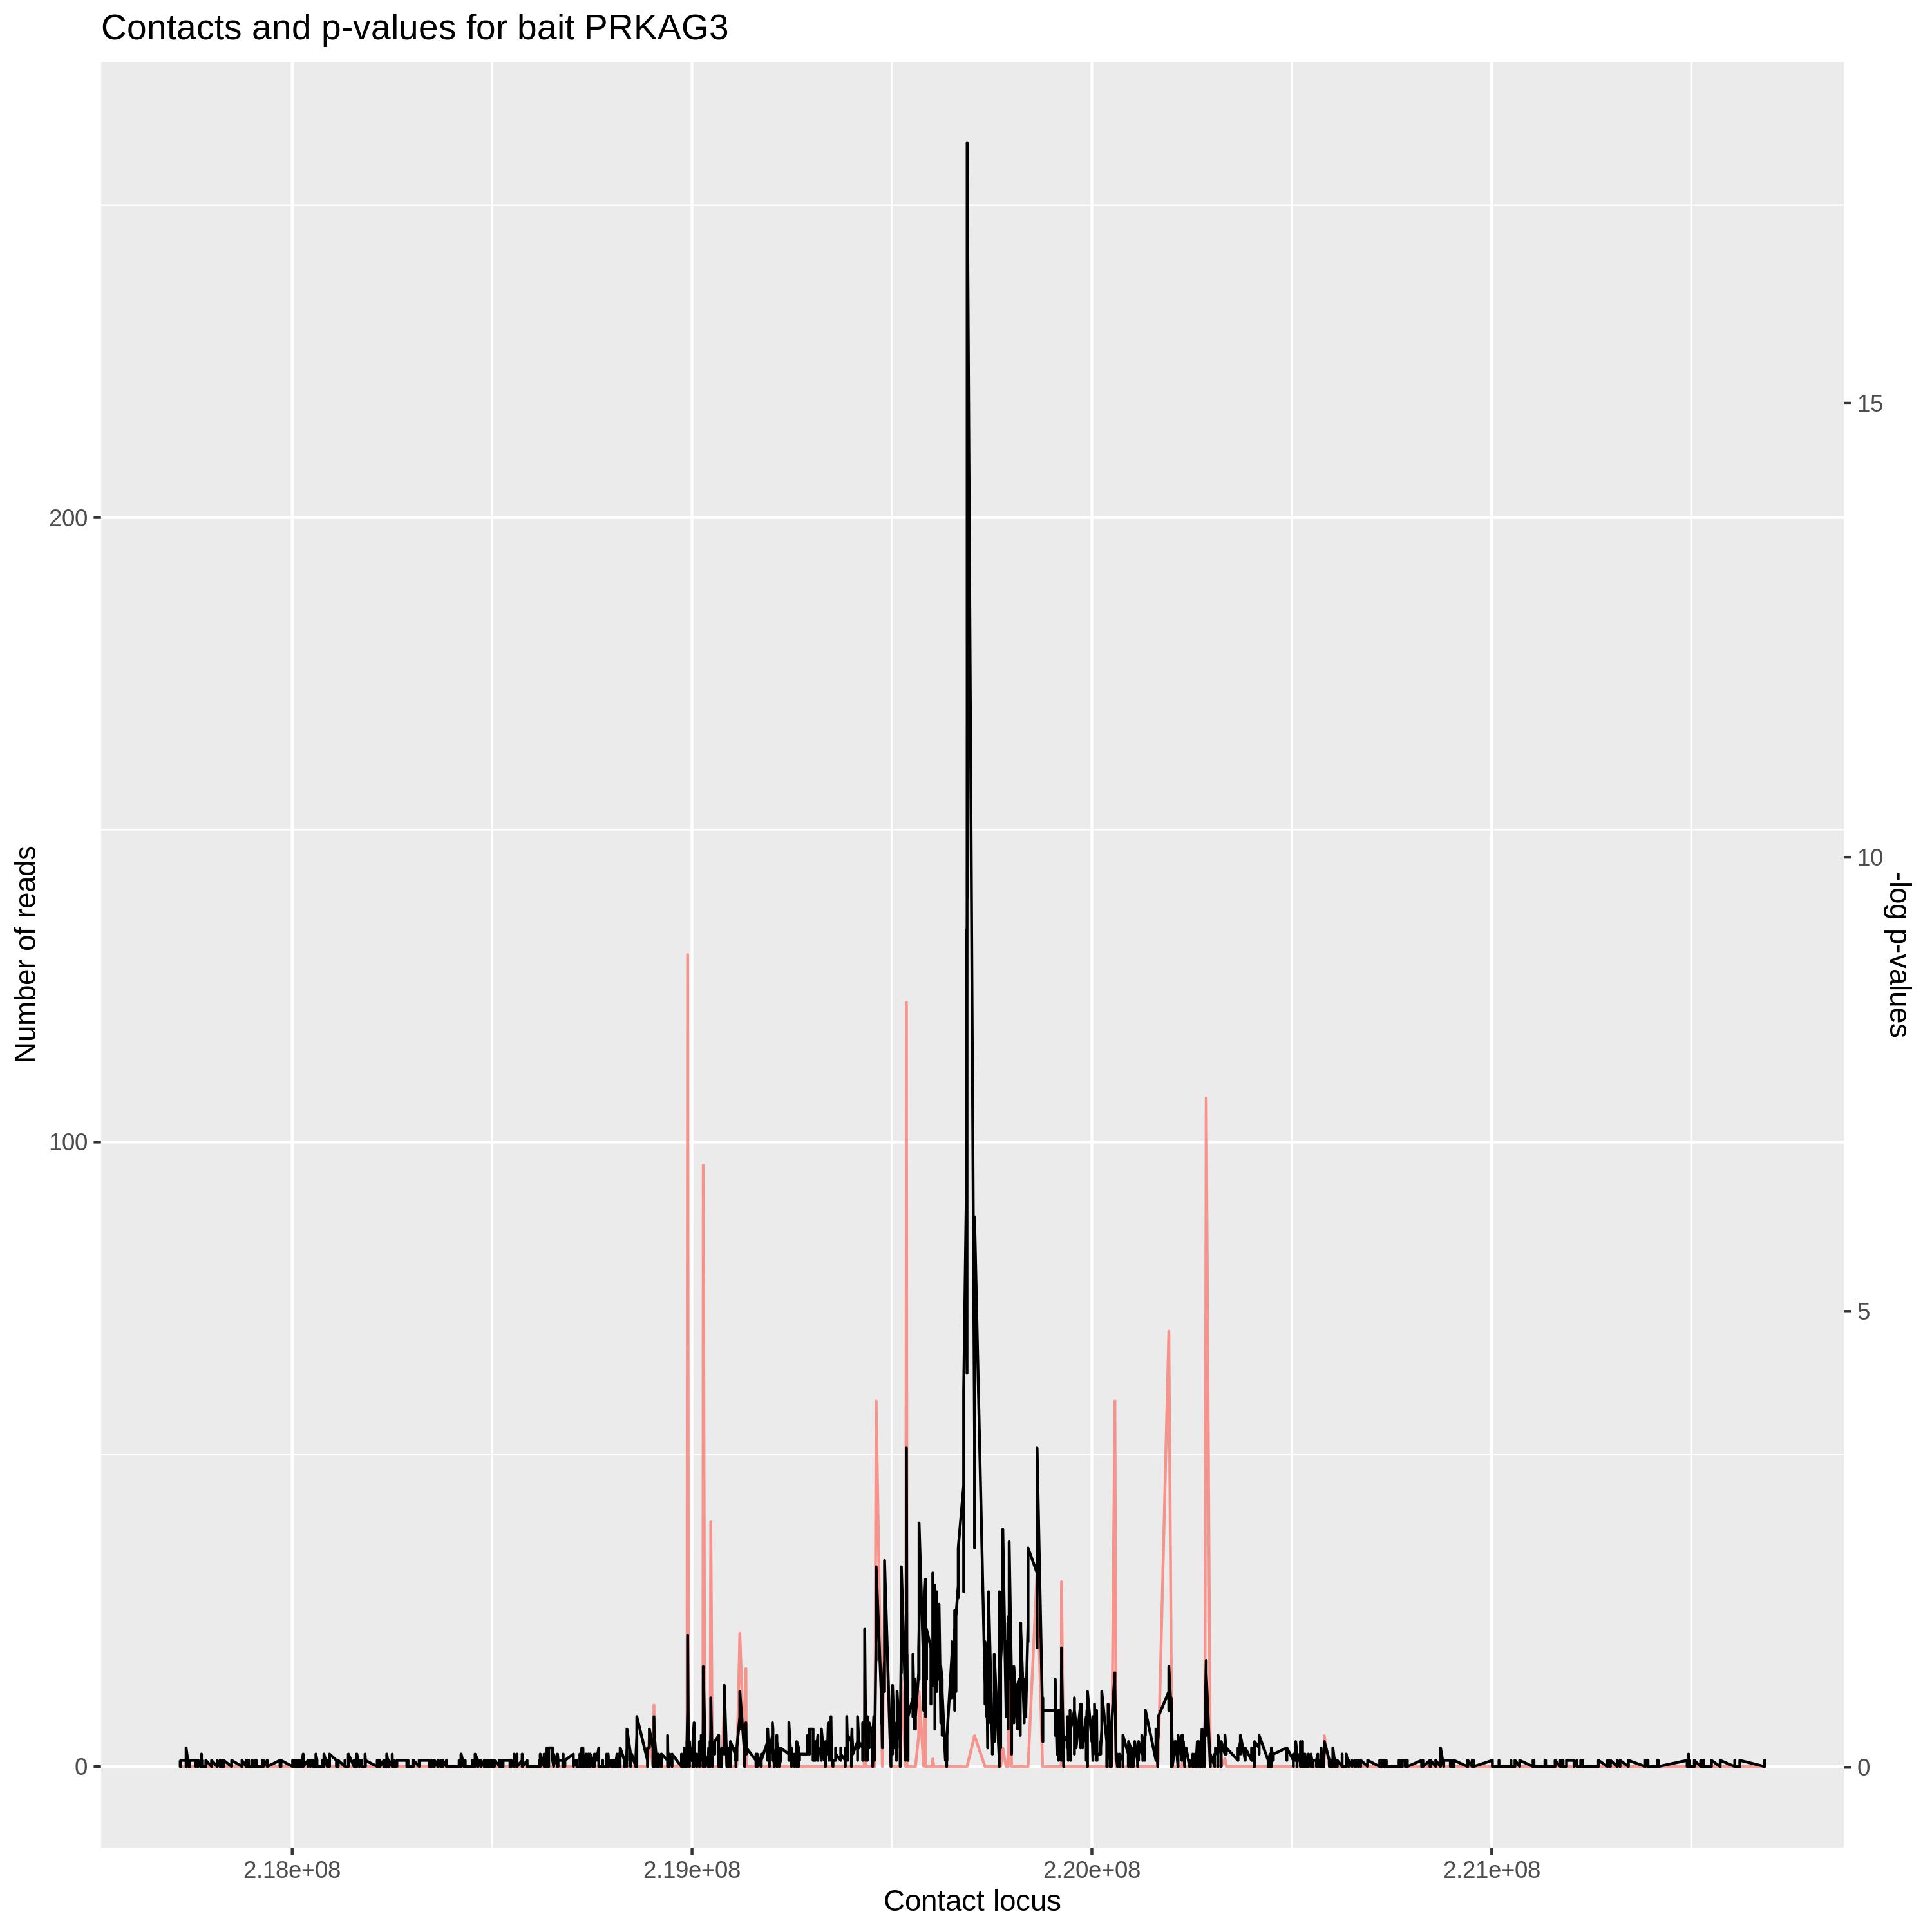 Contacts and p-values for bait PRKAG3
Number of reads
200
100
0
15
10
5
0
-log p-values
2.18e+08
2.19e+08
2.20e+08
2.21e+08
Contact locus